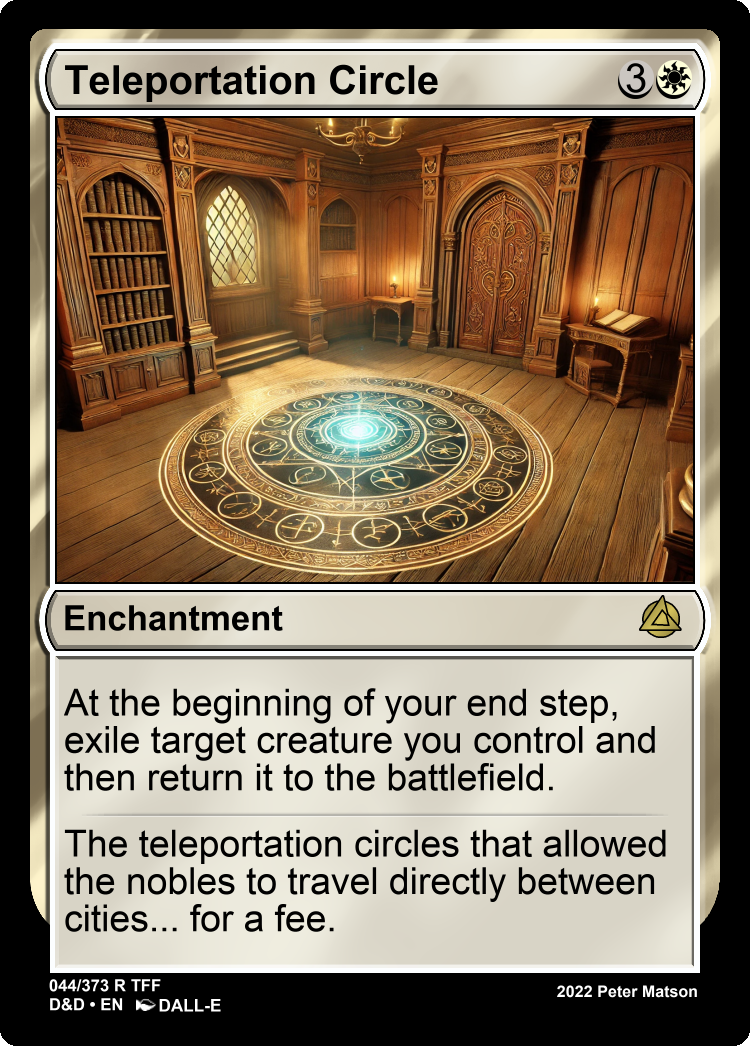 Teleportation Circle 3
Enchantment
At the beginning of your end step,
exile target creature you control and
then return it to the battlefield.
The teleportation circles that allowed
the nobles to travel directly between
cities... for a fee.
044/373 R TFF
D&D • EN DALL-E
2022 Peter Matson